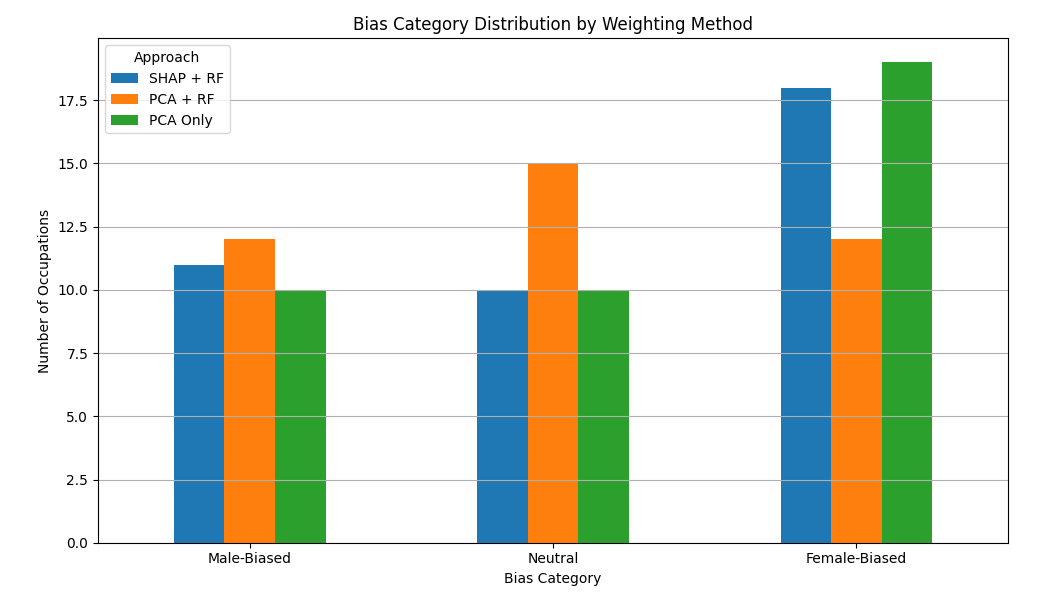 Bias Category Distribution by Weighting Method
Approach
SHAP + RF
PCA + RF
PCA Only
17.5
15.0
12.5
10.0
7.5
5.0
2.5
0.0
Number of Occupations
Male-Biased
Neutral
Female-Biased
Bias Category